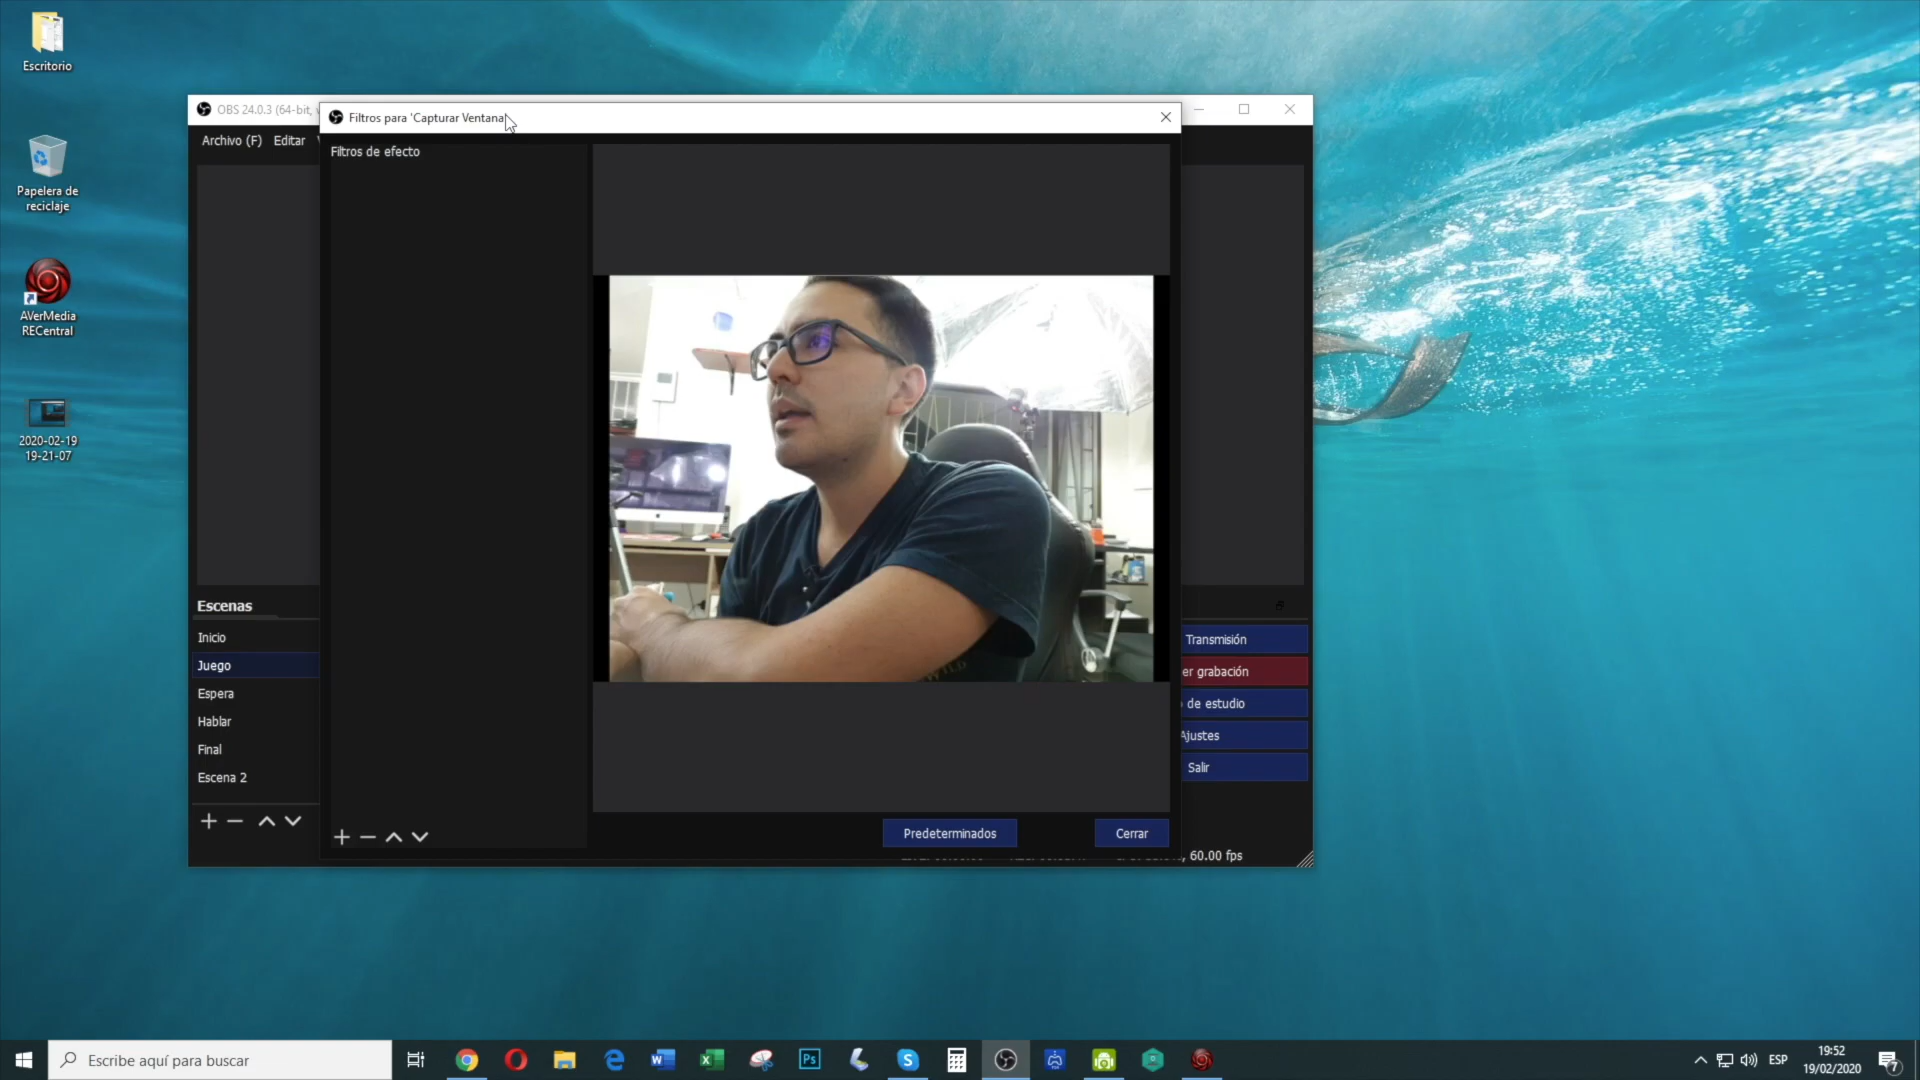 Escritorio
Papelera de
reciclaje
AVerMedia
RECentral
2020-02-19
19-21-07
OBS 24.0.3 (64-bit,
Filtros para 'Capturar Ventana'
Archivo (F) Editar
Filtros de efecto
Escenas
Inicio
Juego
Espera
Hablar
Final
Escena 2
Transmisión
er grabación
de estudio
Ajustes
Salir
Predeterminados
Cerrar
, 60.00 fps
Escribe aquí para buscar
Ps
ESP
19:52
19/02/2020
7